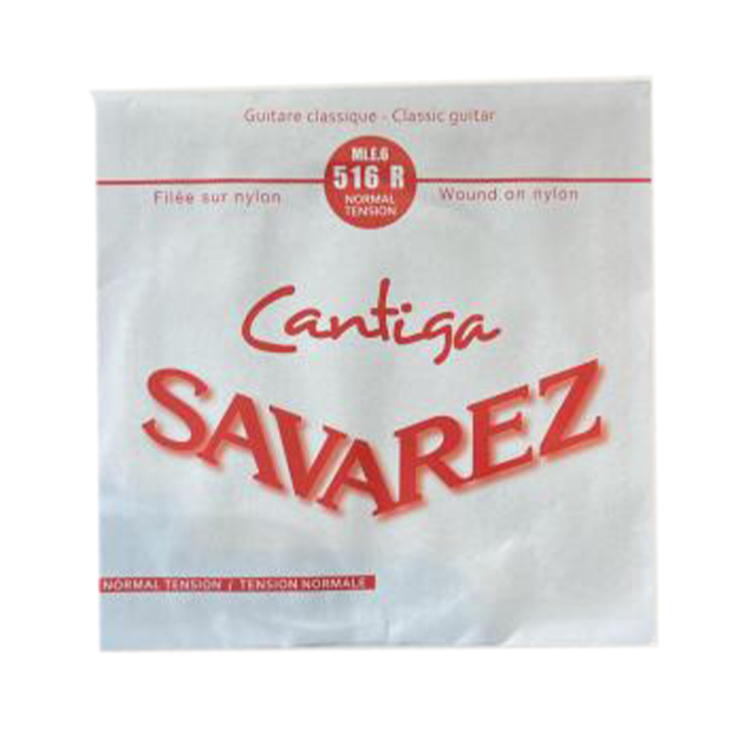 Guitare classique - Classic guitar
MI.E.6
516 R
NORMAL
TENSION
Filée sur nylon
Wound on nylon
Cantiga
SAVAREZ
NORMAL TENSION / TENSION NORMALE